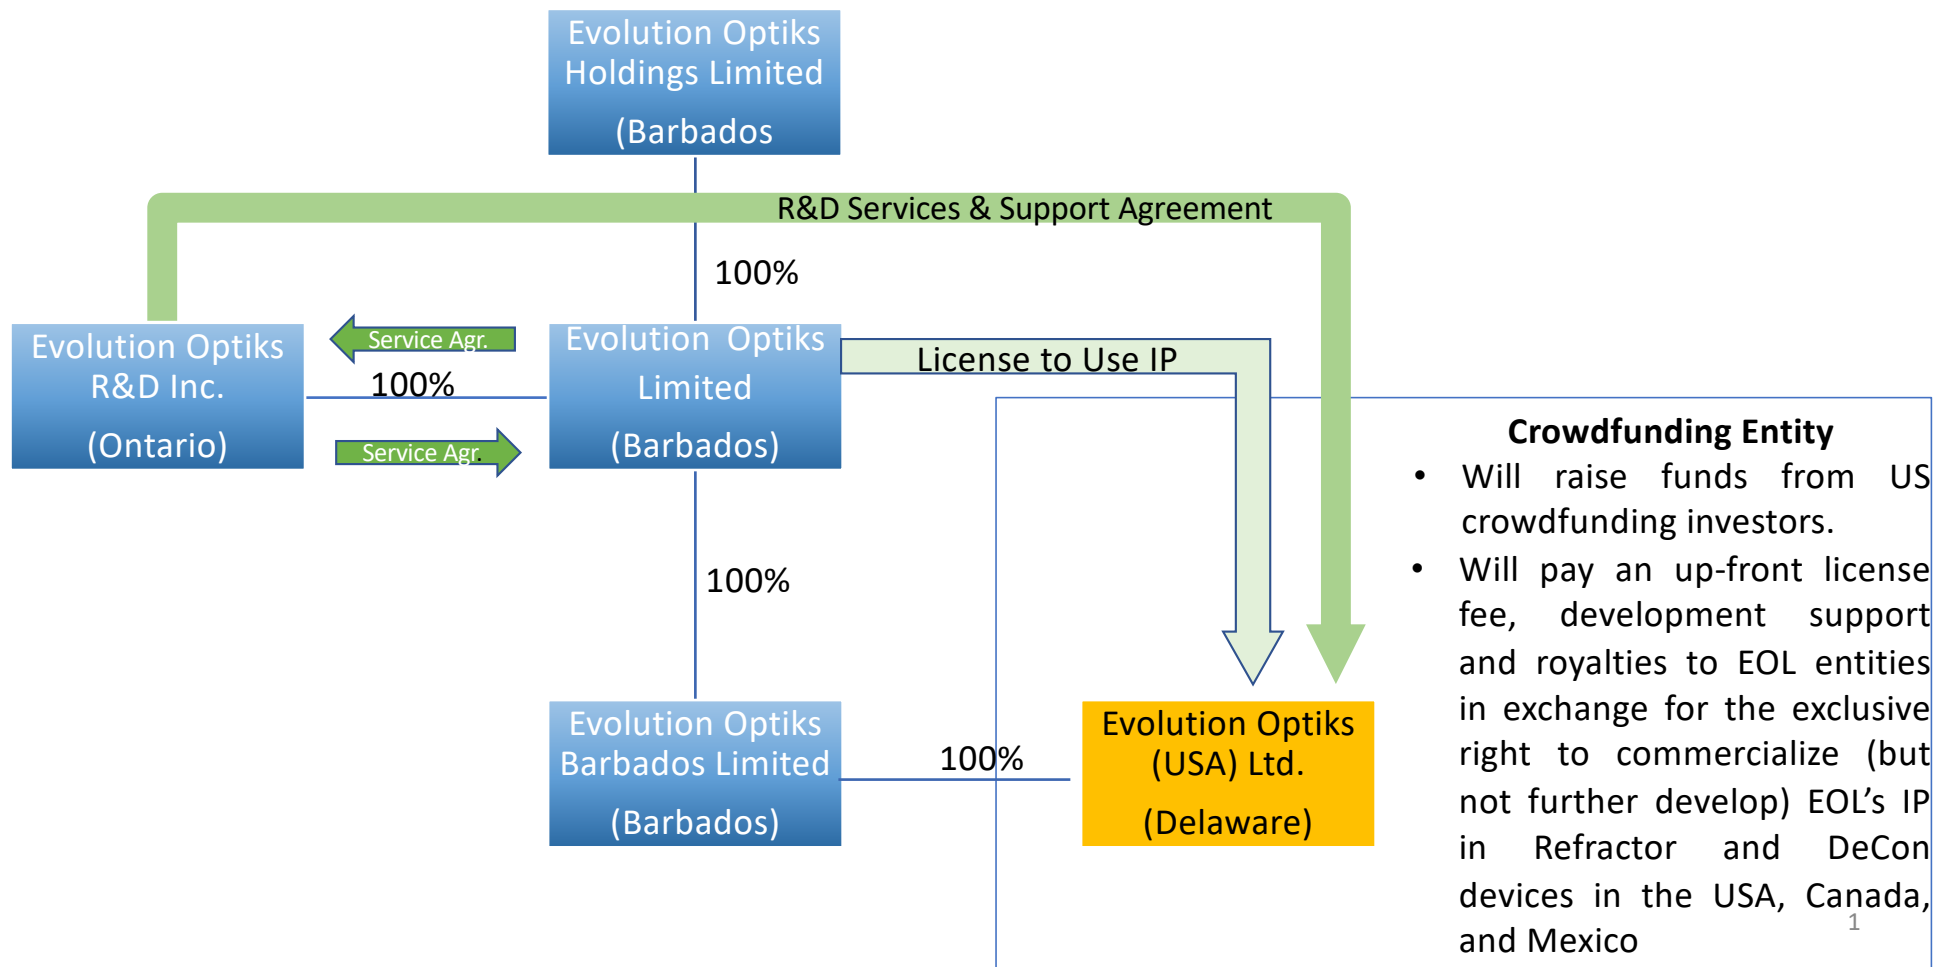 Evolution Optiks
Holdings Limited
(Barbados
R&D Services & Support Agreement
100%
Evolution Optiks
R&D Inc.
(Ontario)
Service Agr.
100%
Service Agr.
Evolution Optiks
Limited
(Barbados)
License to Use IP
100%
Evolution Optiks
Barbados Limited
(Barbados)
100%
Evolution Optiks
(USA) Ltd.
(Delaware)
Crowdfunding Entity
• Will raise funds from US
crowdfunding investors.
• Will pay an up-front license
fee, development support
and royalties to EOL entities
in exchange for the exclusive
right to commercialize (but
not further develop) EOL’s IP
in Refractor and DeCon
devices in the USA, Canada,
and Mexico
1